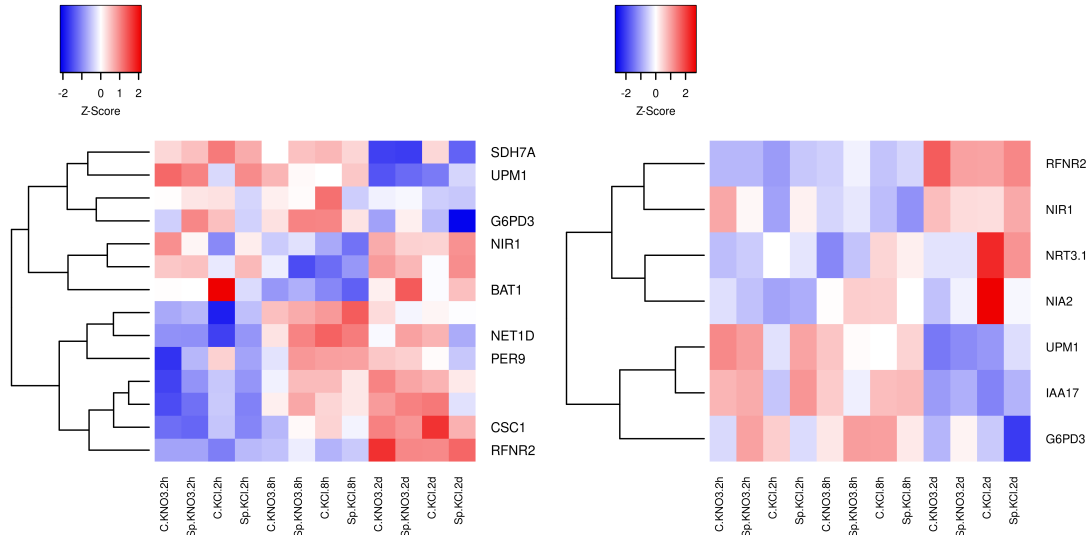 -2 0 1 2
Z-Score
SDH7A
UPM1
G6PD3
NIR1
BAT1
NET1D
PER9
CSC1
RFNR2
C.KNO3.2h
Sp.KNO3.2h
C.KCl.2h
Sp.KCl.2h
C.KNO3.8h
Sp.KNO3.8h
C.KCl.8h
Sp.KCl.8h
C.KNO3.2d
Sp.KNO3.2d
C.KCl.2d
Sp.KCl.2d
-2 0 2
Z-Score
RFNR2
NIR1
NRT3.1
NIA2
UPM1
IAA17
G6PD3
C.KNO3.2h
Sp.KNO3.2h
C.KCl.2h
Sp.KCl.2h
C.KNO3.8h
Sp.KNO3.8h
C.KCl.8h
Sp.KCl.8h
C.KNO3.2d
Sp.KNO3.2d
C.KCl.2d
Sp.KCl.2d